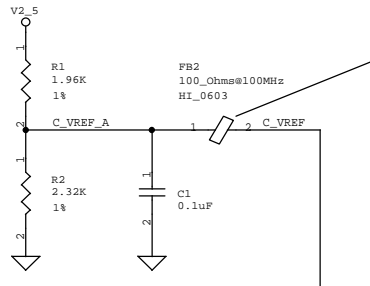 V2_5
1
R1
1.96K
1%
2
C_VREF_A
FB2
100_Ohms@100MHz
HI_0603
1
2
C_VREF
1
R2
2.32K
1%
2
1
C1
0.1uF
2